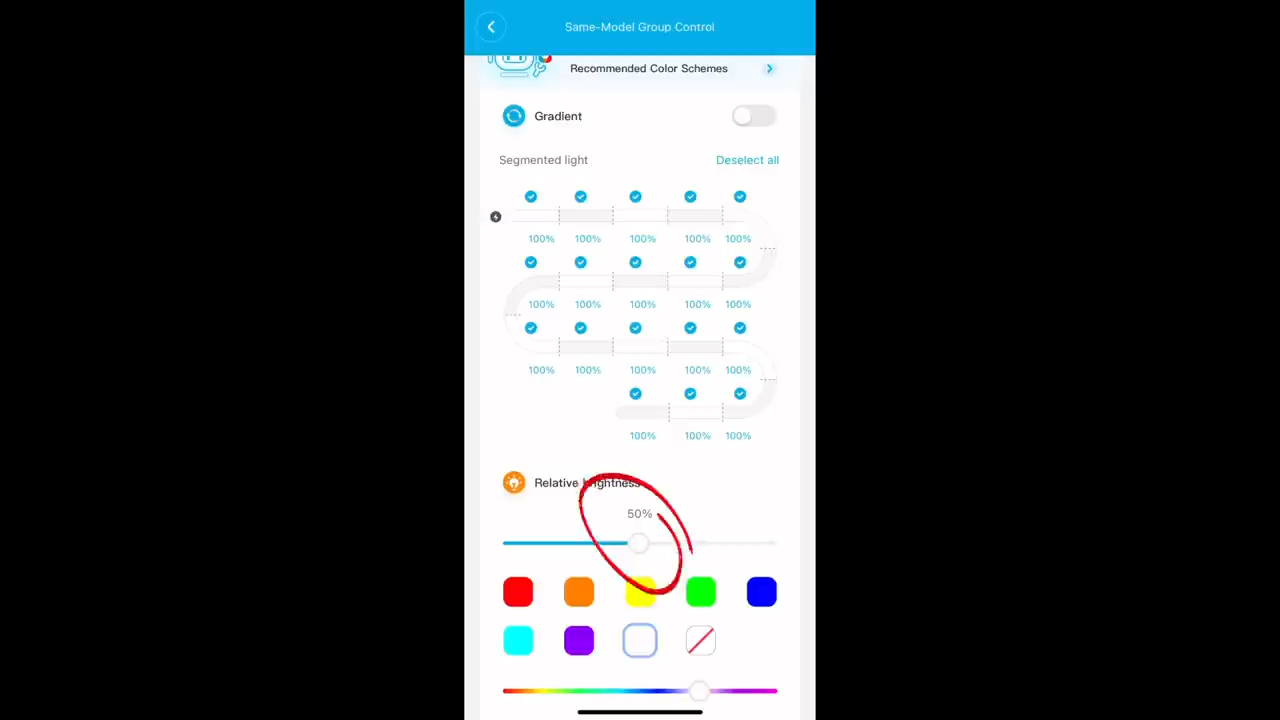 Same-Model Group Control
Recommended Color Schemes
Gradient
Segmented light Deselect all
100% 100% 100% 100% 100%
100% 100% 100% 100% 100%
100% 100% 100% 100% 100%
100% 100% 100%
Relative brightness
50%